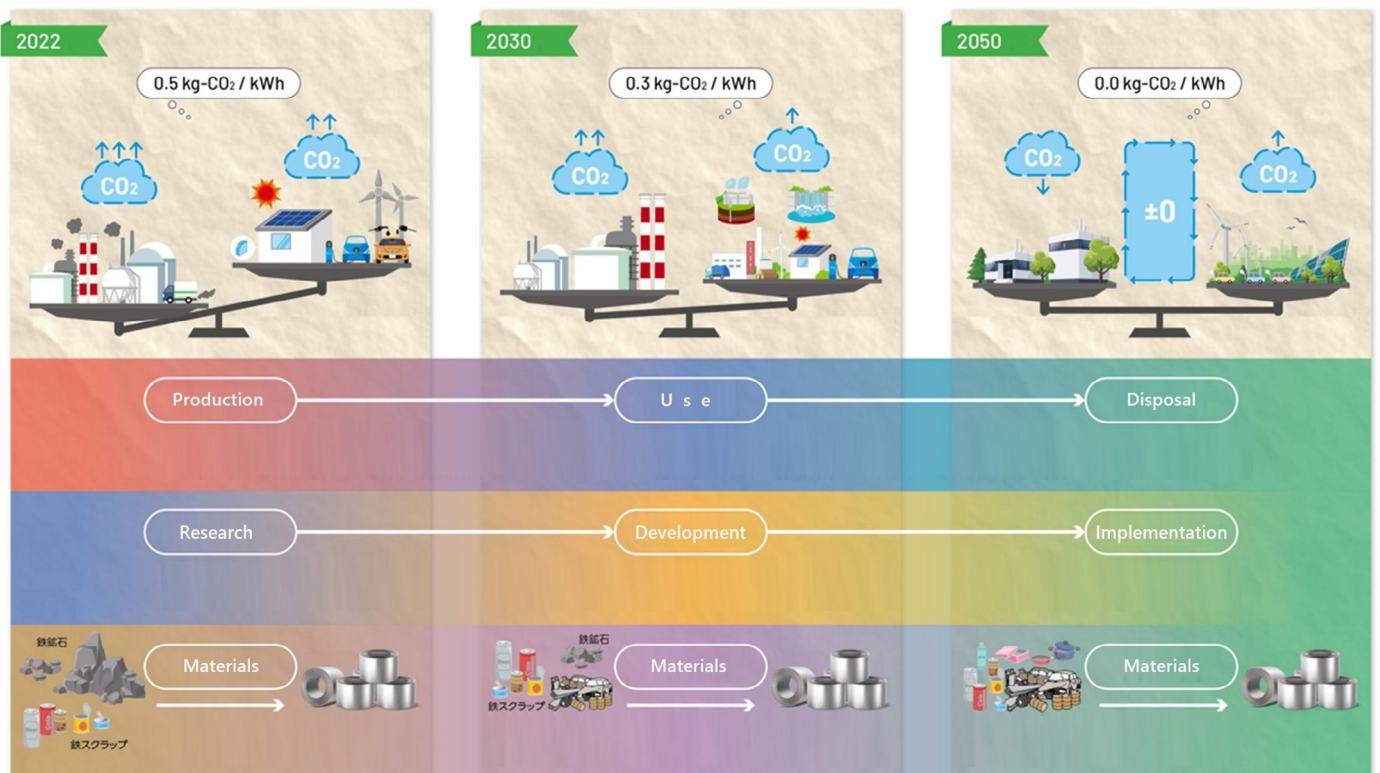 2022
2030
2050
0.5 kg-CO₂ / kWh
0.3 kg-CO₂ / kWh
0.0 kg-CO₂ / kWh
CO₂
CO₂
CO₂
CO₂
CO₂
±0
CO₂
Production
U s e
Disposal
Research
Development
Implementation
鉄鉱石
Materials
鉄スクラップ
鉄鉱石
Materials
鉄スクラップ
Materials